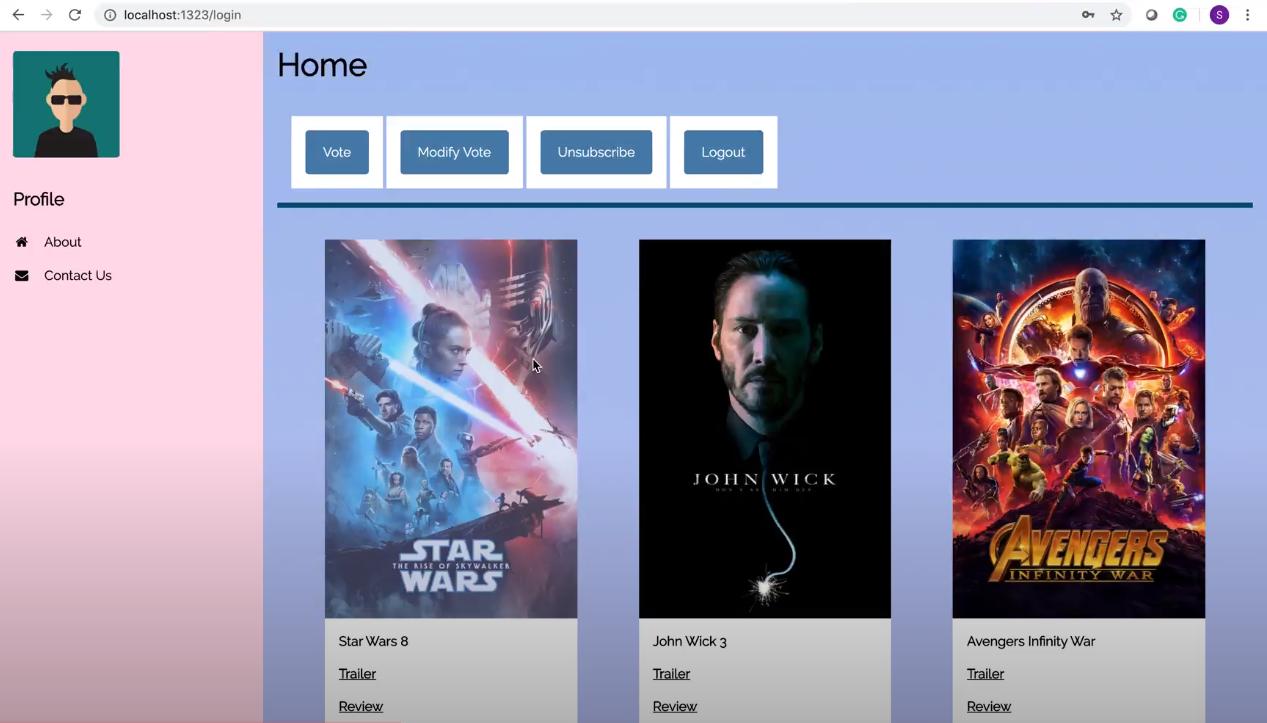 localhost:1323/login
S
Home
Vote
Modify Vote
Unsubscribe
Logout
Profile
About
Contact Us
STAR
THE RISE OF SKYWALKER
WARS
JOHN WICK
AVENGERS
INFINITY WAR
Star Wars 8
John Wick 3
Avengers Infinity War
Trailer
Trailer
Trailer
Review
Review
Review